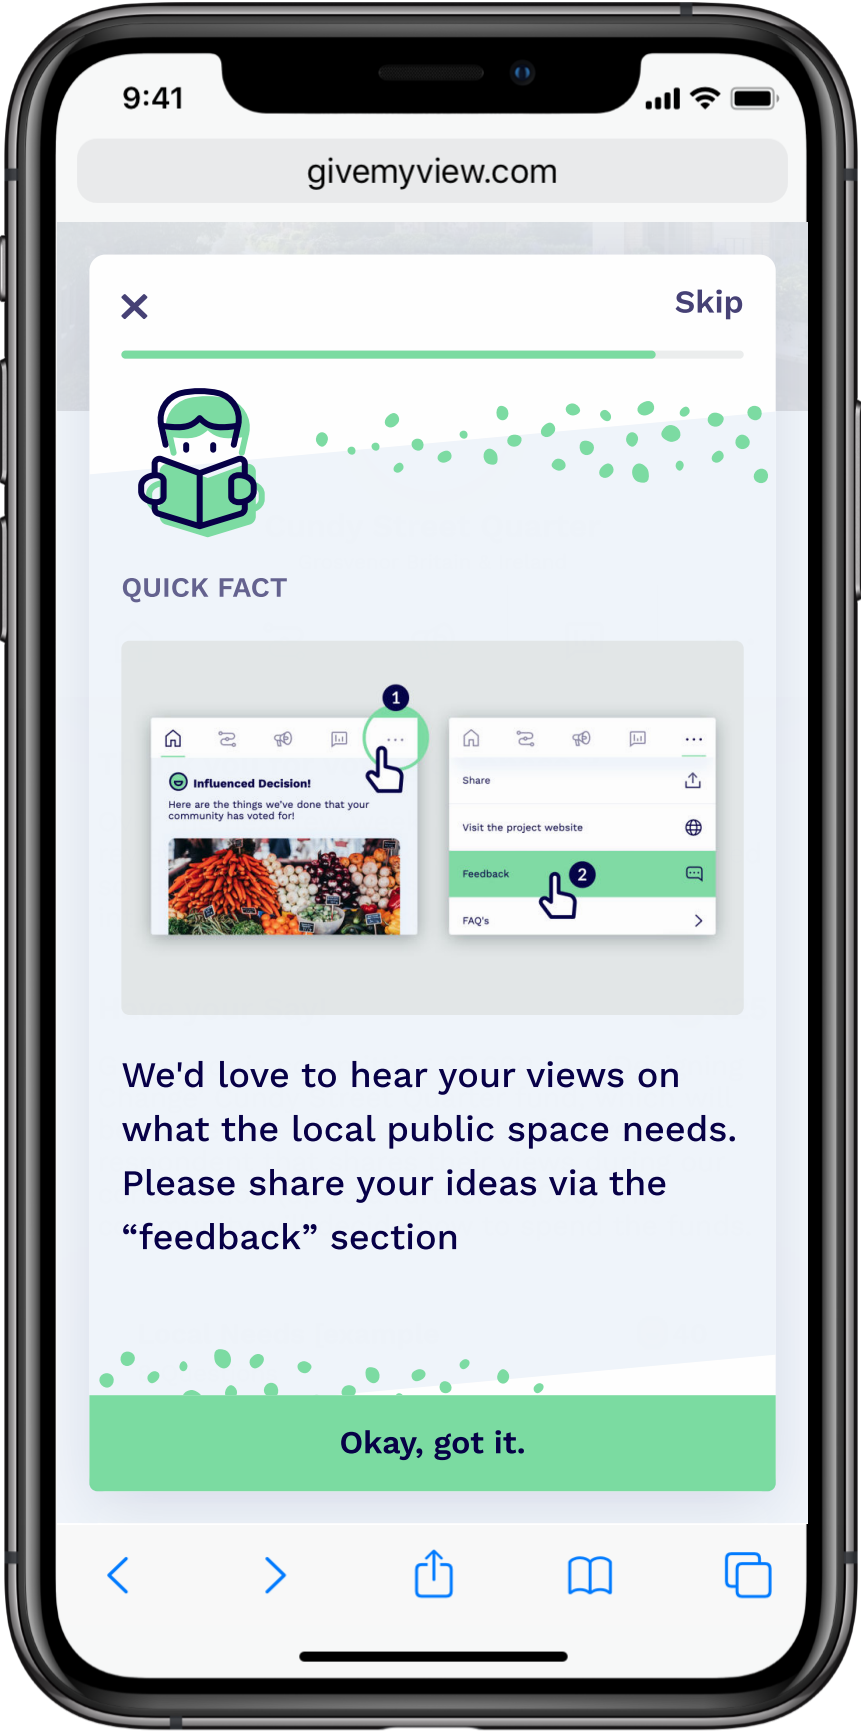 9:41
givemyview.com
Skip
QUICK FACT
1
Influenced Decision!
Here are the things we've done that your
community has voted for!
Share
Visit the project website
Feedback
2
FAQ's
We'd love to hear your views on
what the local public space needs.
Please share your ideas via the
“feedback” section
Okay, got it.